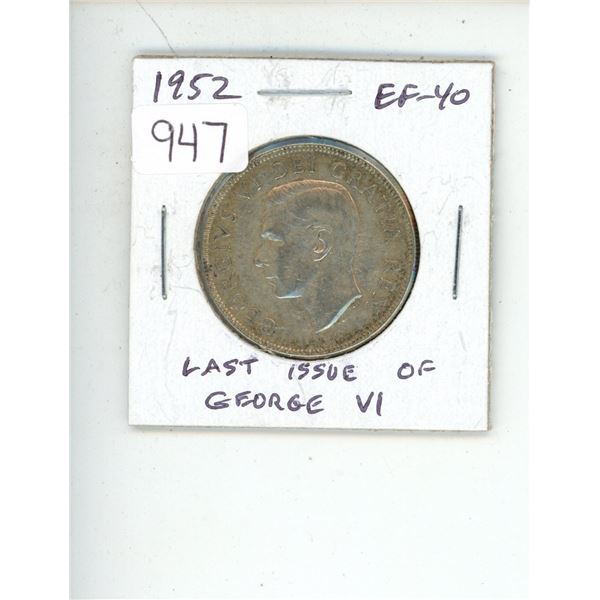 1952 EF-40
947
GEORGIVS VI DEI GRATIA REX
LAST ISSUE OF
GEORGE VI